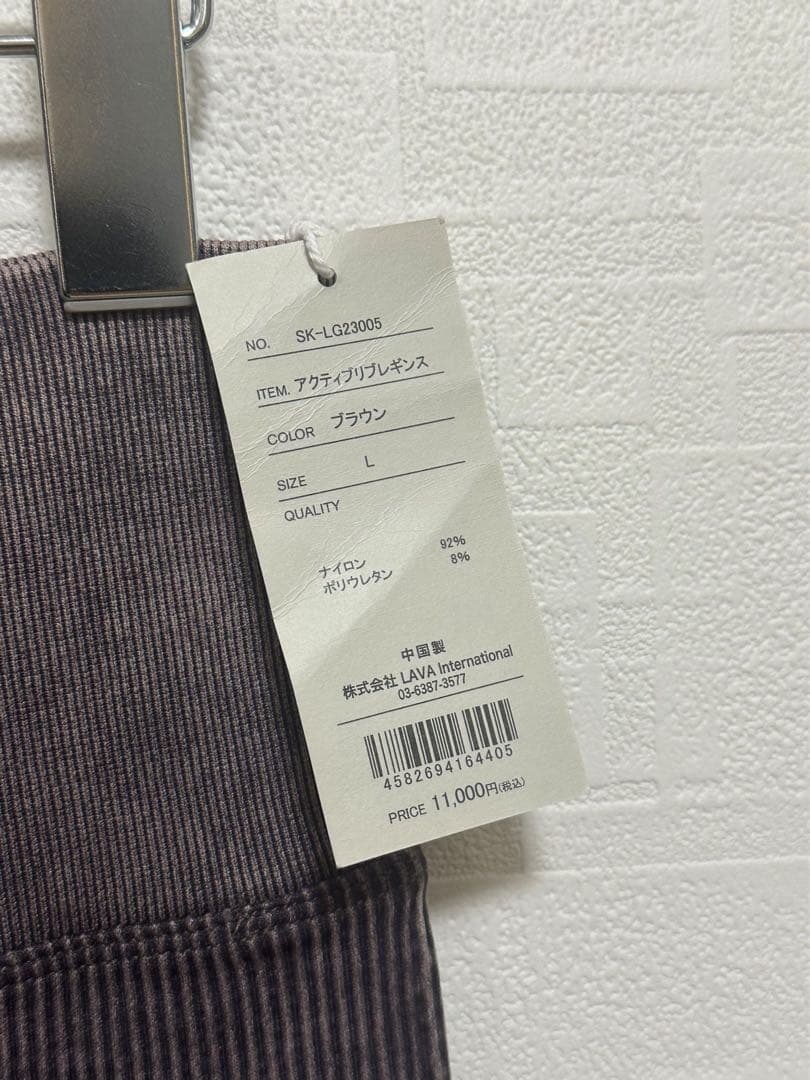 NO. SK-LG23005
ITEM. アクティブリブレギンス
COLOR ブラウン
SIZE L
QUALITY
ナイロン 92%
ポリウレタン 8%
中国製
株式会社 LAVA International
03-6387-3577
4582694164405
PRICE 11,000円(税込)